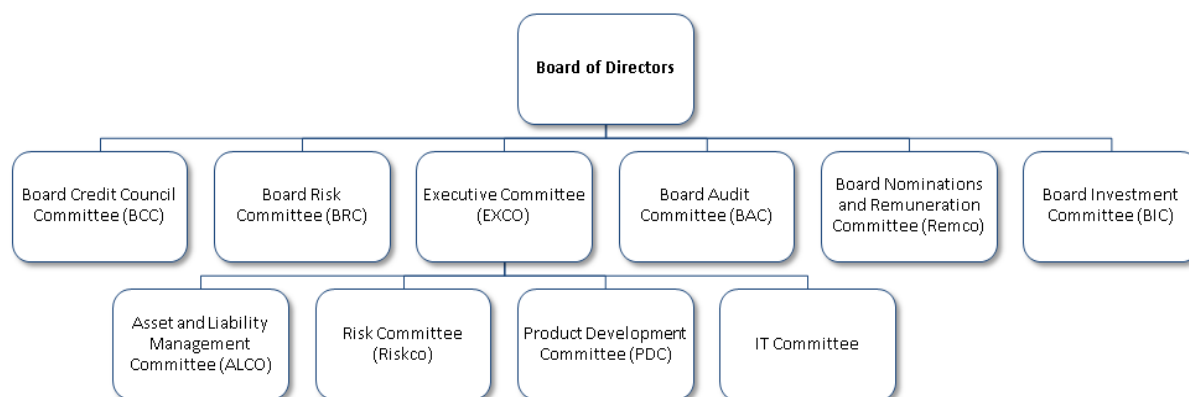 Board of Directors
Board Credit Council
Committee (BCC)
Board Risk
Committee (BRC)
Executive Committee
(EXCO)
Board Audit
Committee (BAC)
Board Nominations
and Remuneration
Committee (Remco)
Board Investment
Committee (BIC)
Asset and Liability
Management
Committee (ALCO)
Risk Committee
(Riskco)
Product Development
Committee (PDC)
IT Committee